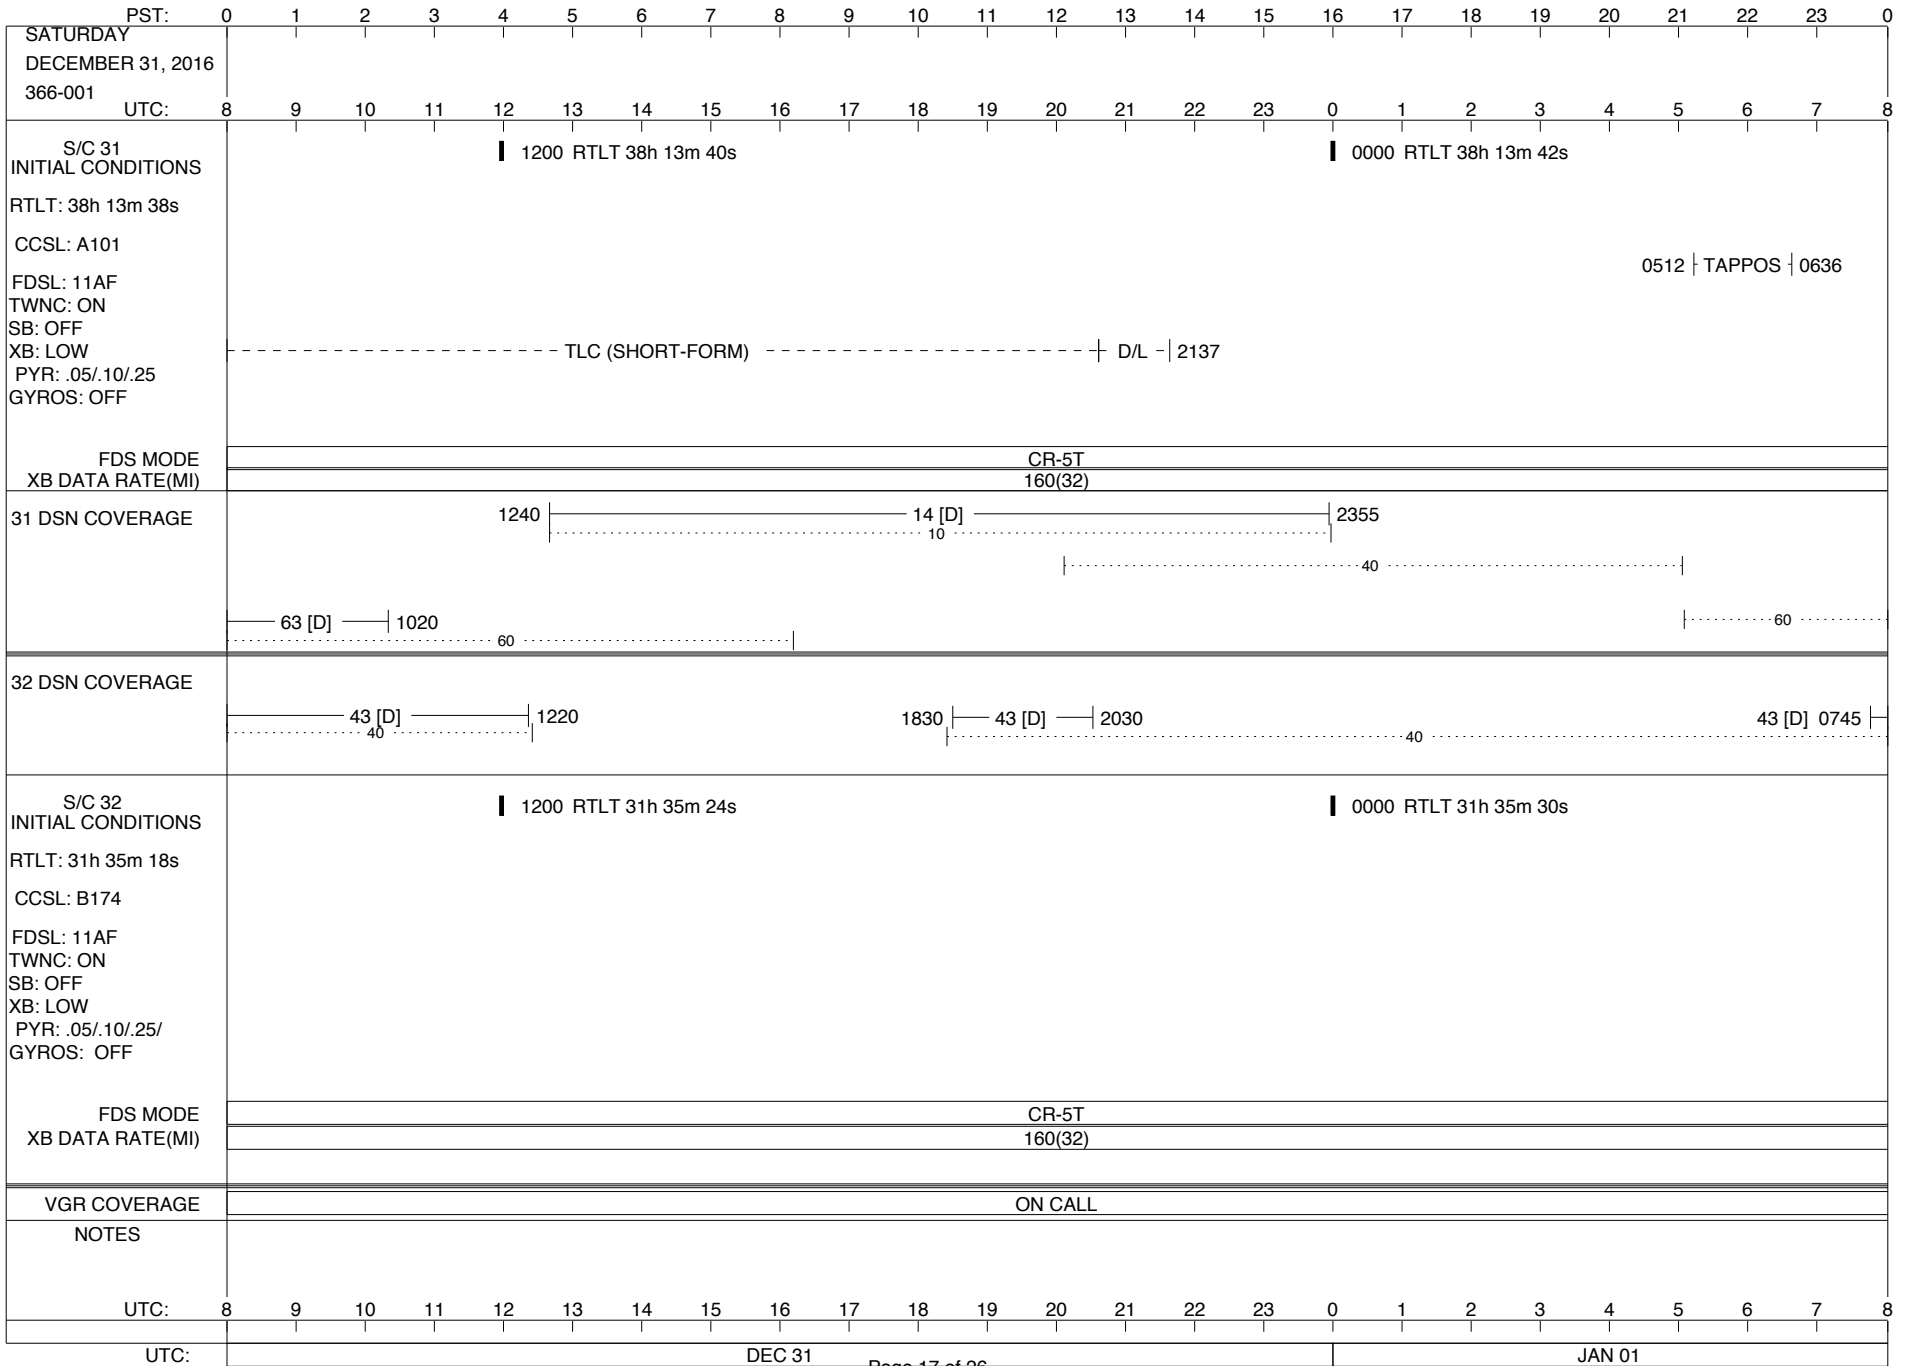 PST: 0 1 2 3 4 5 6 7 8 9 10 11 12 13 14 15 16 17 18 19 20 21 22 23 0
SATURDAY
DECEMBER 31, 2016
366-001
UTC: 8 9 10 11 12 13 14 15 16 17 18 19 20 21 22 23 0 1 2 3 4 5 6 7 8
S/C 31
INITIAL CONDITIONS
1200 RTLT 38h 13m 40s
0000 RTLT 38h 13m 42s
RTLT: 38h 13m 38s
CCSL: A101
0512 TAPPOS 0636
FDSL: 11AF
TWNC: ON
SB: OFF
XB: LOW
TLC (SHORT-FORM) D/L 2137
PYR: .05/.10/.25
GYROS: OFF
FDS MODE CR-5T
XB DATA RATE(MI) 160(32)
31 DSN COVERAGE
1240 14 [D] 2355
10
40
63 [D] 1020
60
60
32 DSN COVERAGE
43 [D] 1220
40
1830 43 [D] 2030
43 [D] 0745
40
S/C 32
INITIAL CONDITIONS
1200 RTLT 31h 35m 24s
0000 RTLT 31h 35m 30s
RTLT: 31h 35m 18s
CCSL: B174
FDSL: 11AF
TWNC: ON
SB: OFF
XB: LOW
PYR: .05/.10/.25/
GYROS: OFF
FDS MODE CR-5T
XB DATA RATE(MI) 160(32)
VGR COVERAGE ON CALL
NOTES
UTC: 8 9 10 11 12 13 14 15 16 17 18 19 20 21 22 23 0 1 2 3 4 5 6 7 8
UTC: DEC 31 JAN 01
Page 17 of 26